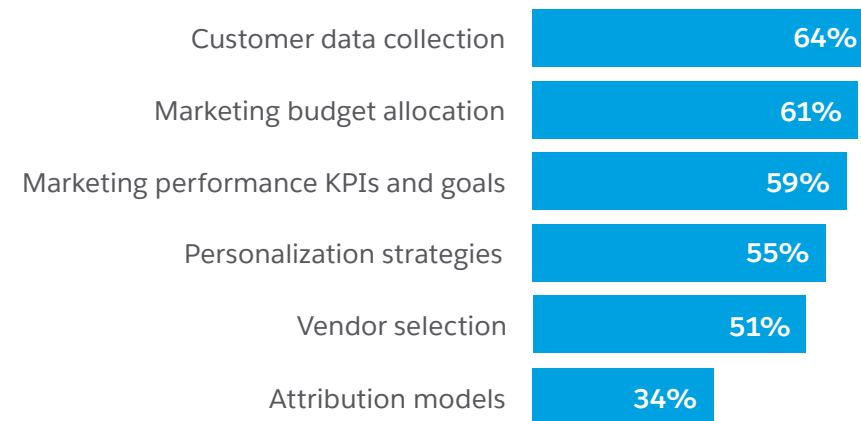 Customer data collection 64%
Marketing budget allocation 61%
Marketing performance KPIs and goals 59%
Personalization strategies 55%
Vendor selection 51%
Attribution models 34%